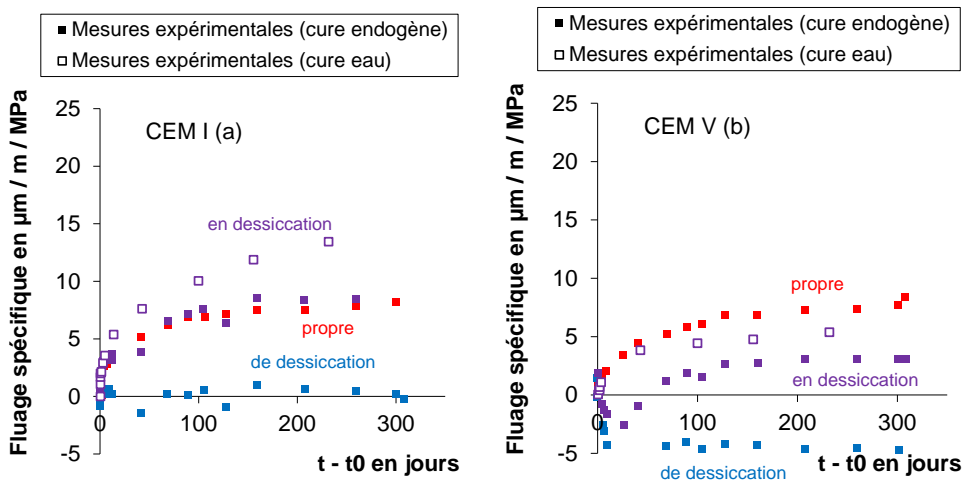 Mesures expérimentales (cure endogène)
Mesures expérimentales (cure eau)
Fluage spécifique en µm / m / MPa
25
20
15
10
5
0
-5
CEM I (a)
en dessiccation
propre
de dessiccation
0
100
200
300
t - t0 en jours
Mesures expérimentales (cure endogène)
Mesures expérimentales (cure eau)
Fluage spécifique en µm / m / MPa
25
20
15
10
5
0
-5
CEM V (b)
propre
en dessiccation
0
100
200
300
t - t0 en jours
de dessiccation